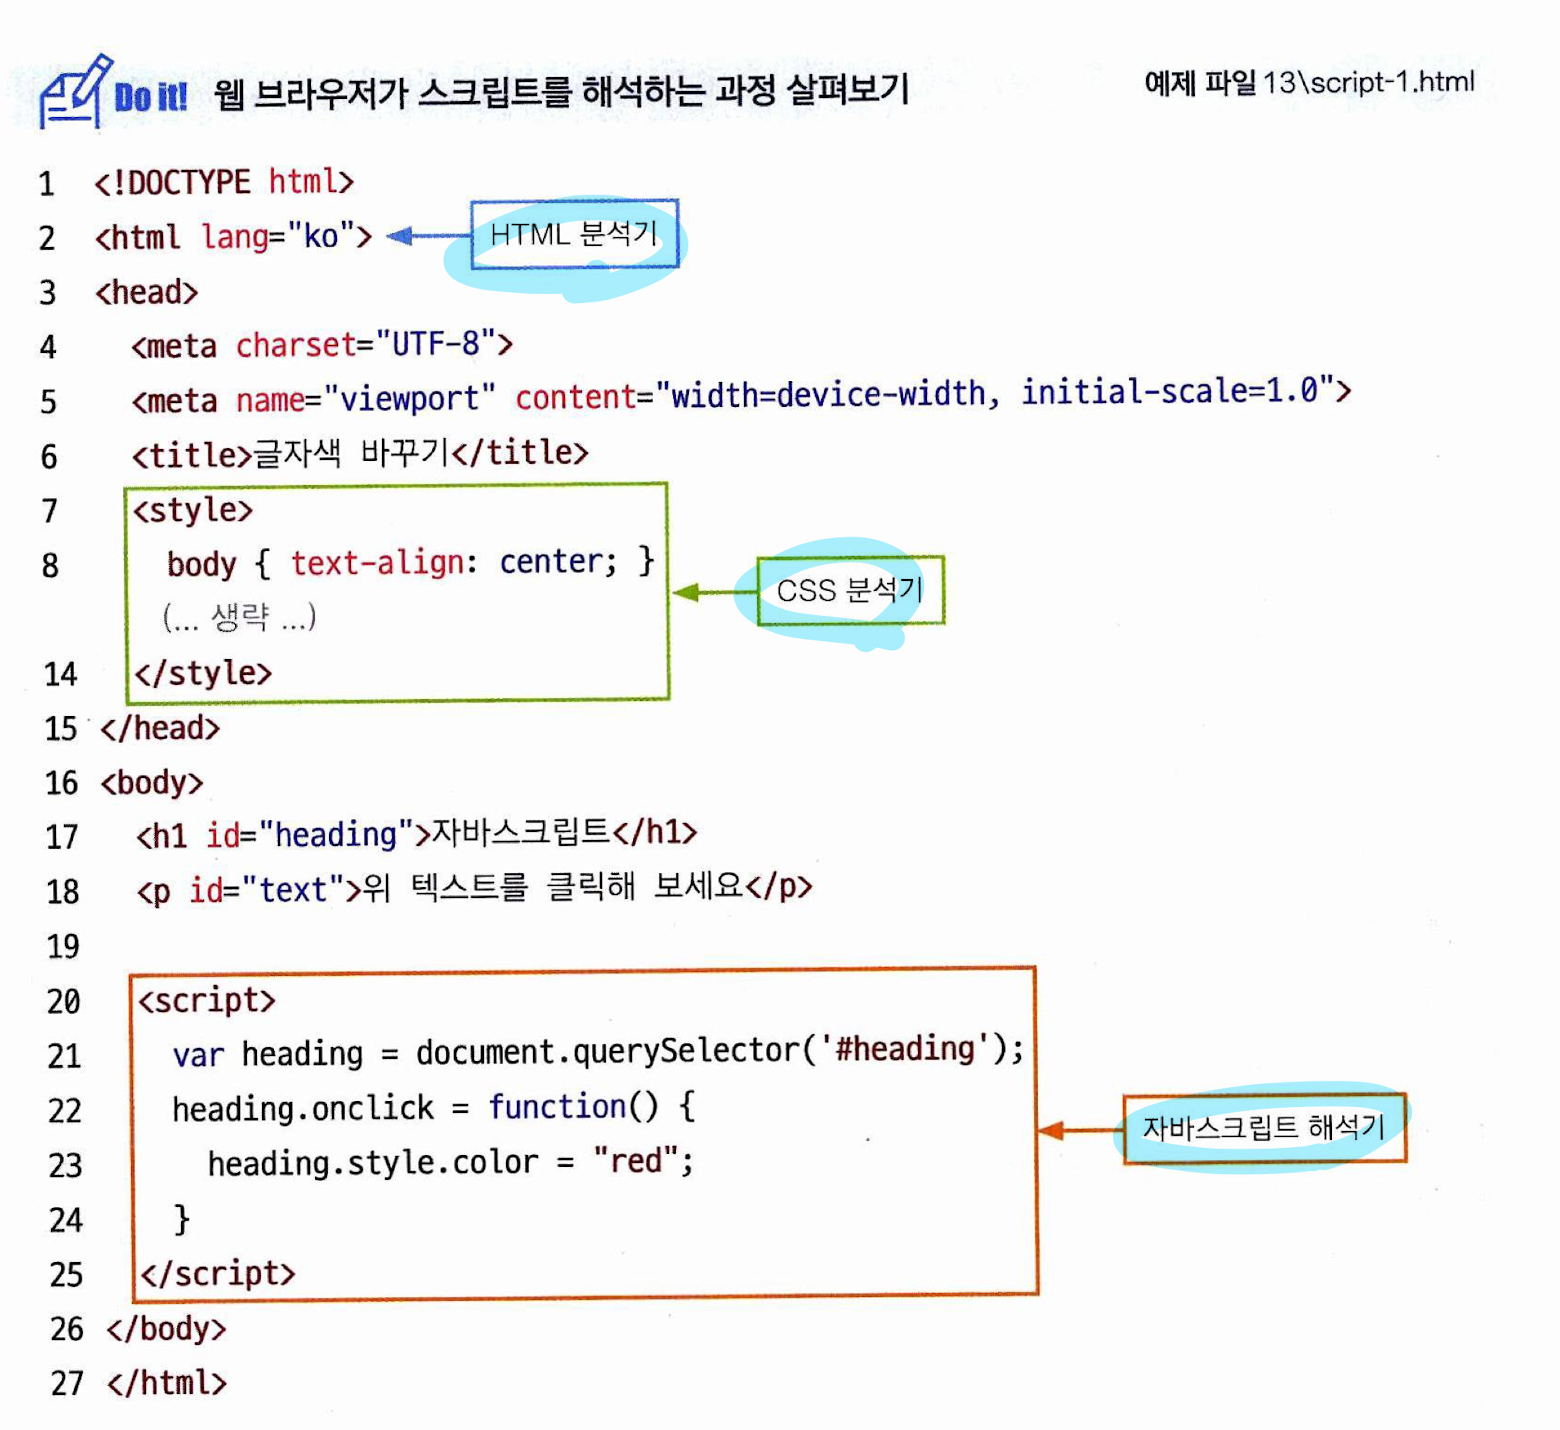 Do it! 웹 브라우저가 스크립트를 해석하는 과정 살펴보기 예제 파일 13\script-1.html
1 <!DOCTYPE html>
2 <html lang="ko"> HTML 분석기
3 <head>
4 <meta charset="UTF-8">
5 <meta name="viewport" content="width=device-width, initial-scale=1.0">
6 <title>글자색 바꾸기</title>
7 <style>
8 body { text-align: center; }
CSS 분석기
(... 생략 ...)
14 </style>
15 </head>
16 <body>
17 <h1 id="heading">자바스크립트</h1>
18 <p id="text">위 텍스트를 클릭해 보세요</p>
19
20 <script>
21 var heading = document.querySelector('#heading');
22 heading.onclick = function() {
자바스크립트 해석기
23 heading.style.color = "red";
24 }
25 </script>
26 </body>
27 </html>